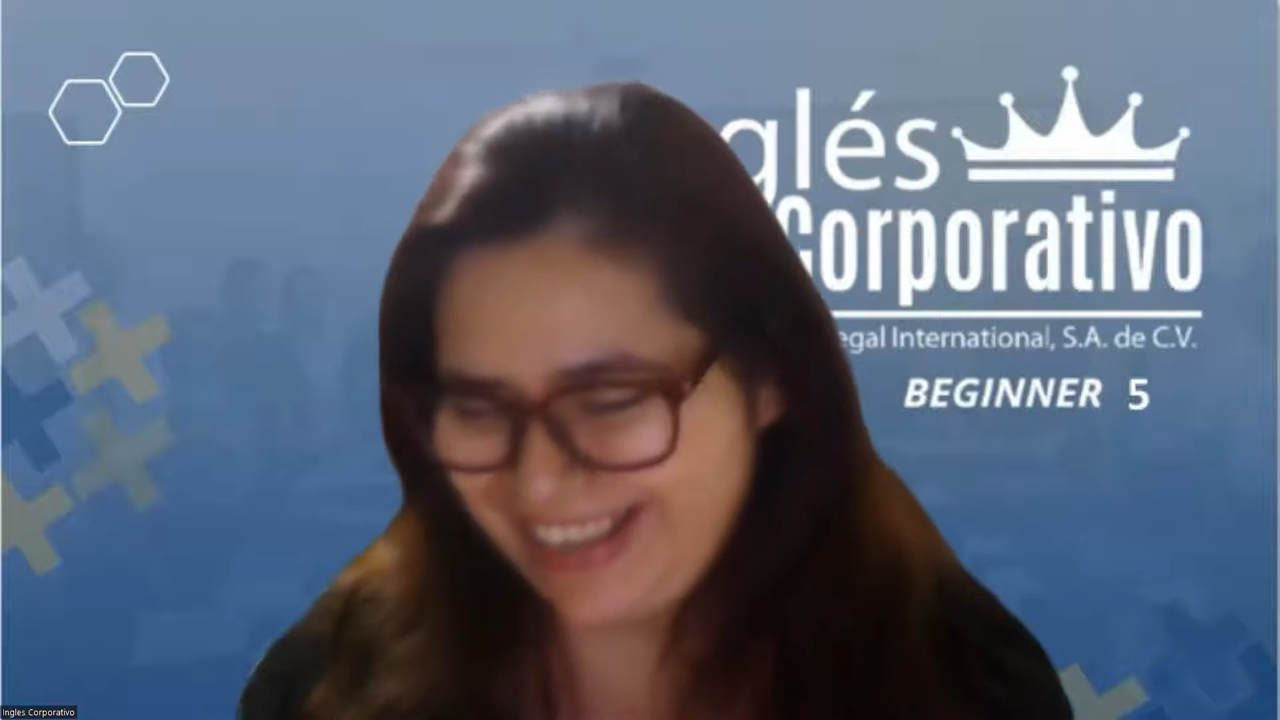 glés
Corporativo
egal International, S.A. de C.V.
BEGINNER 5
Ingles Corporativo